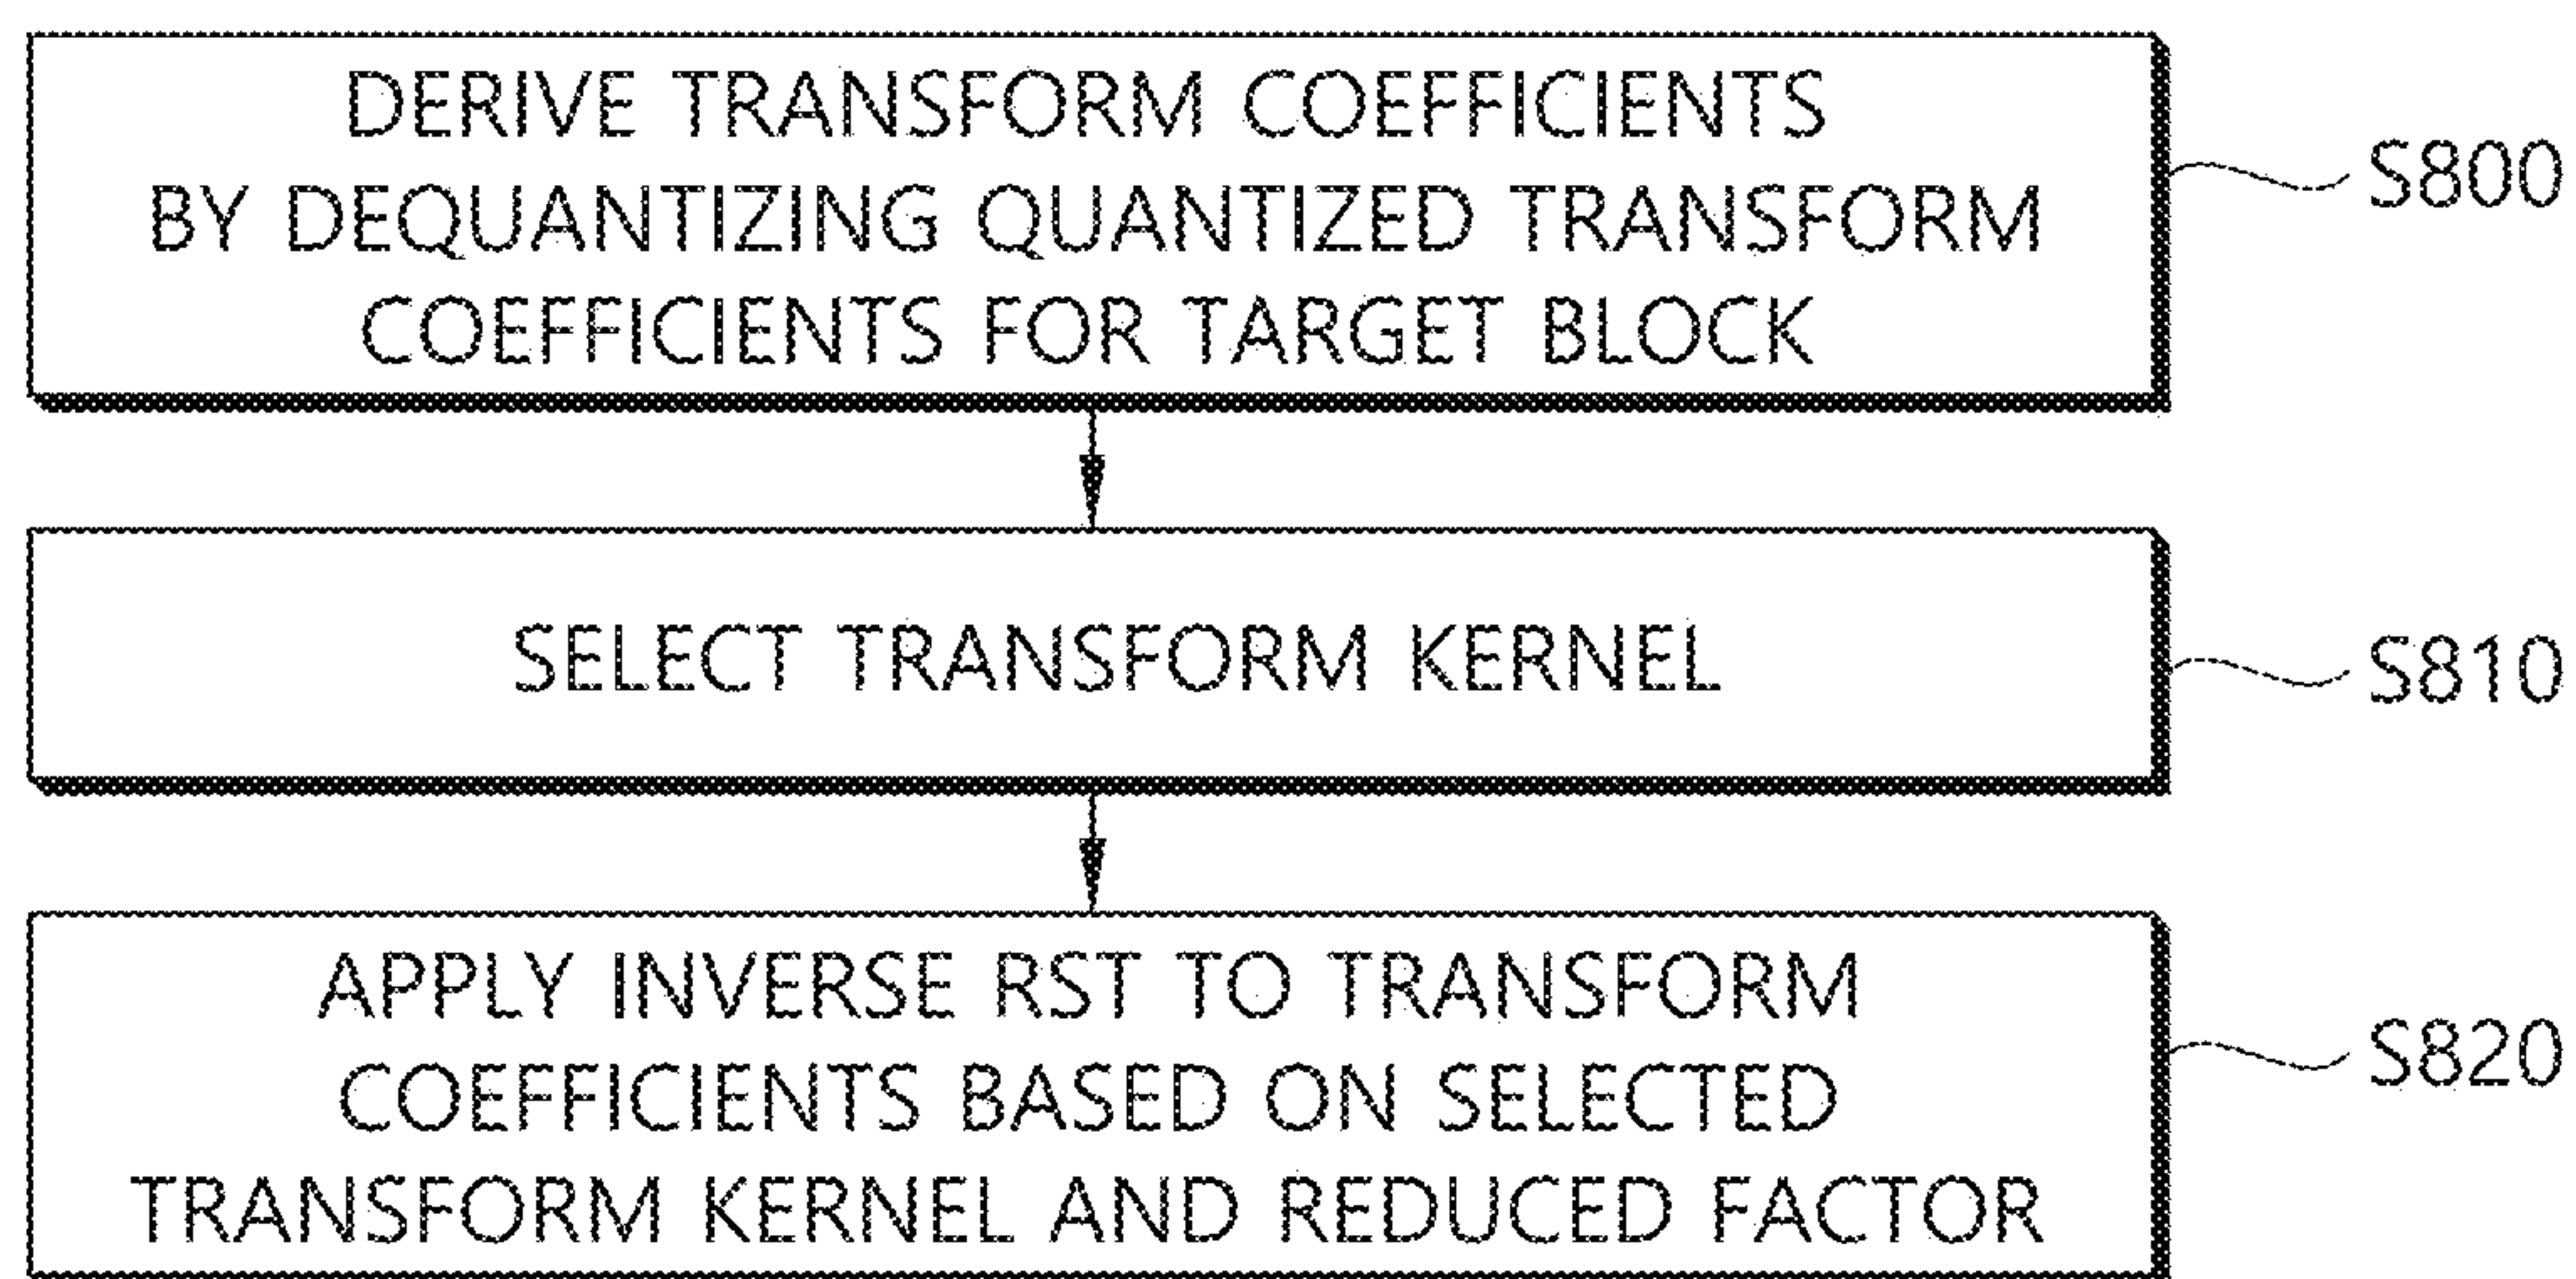 DERIVE TRANSFORM COEFFICIENTS
BY DEQUANTIZING QUANTIZED TRANSFORM
COEFFICIENTS FOR TARGET BLOCK
S800
SELECT TRANSFORM KERNEL
S810
APPLY INVERSE RST TO TRANSFORM
COEFFICIENTS BASED ON SELECTED
TRANSFORM KERNEL AND REDUCED FACTOR
S820